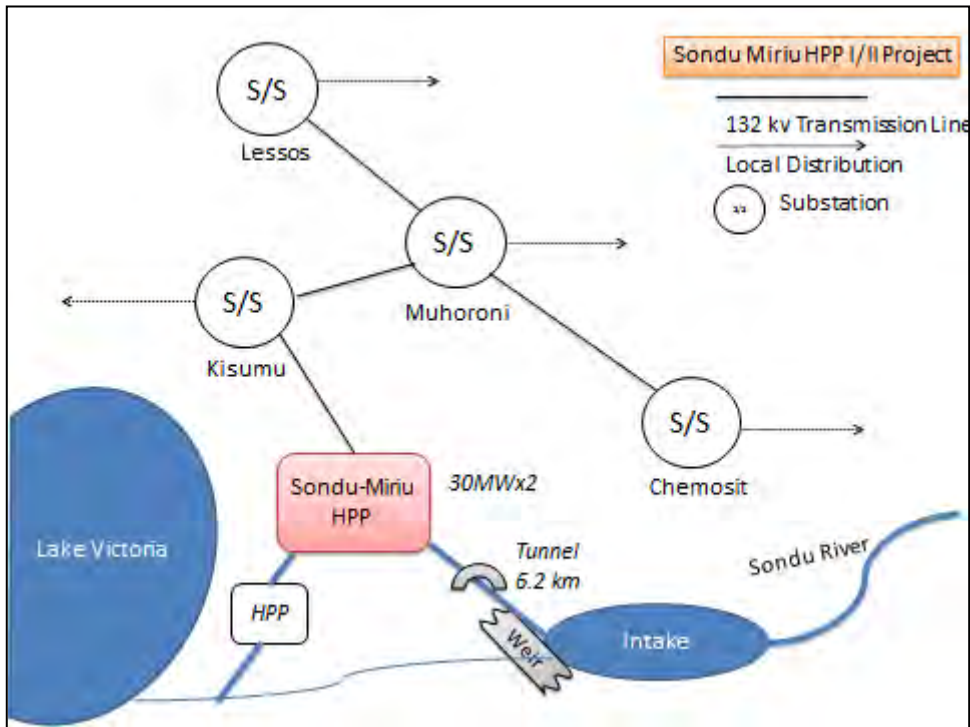 Sondu Miriu HPP I/II Project
132 kv Transmission Line
Local Distribution
S/S
Substation
S/S
Lessos
S/S
Muhoroni
S/S
Kisumu
S/S
Chemosit
Sondu-Miriu
HPP
30MWx2
Lake Victoria
Tunnel
6.2 km
Sondu River
HPP
Weir
Intake